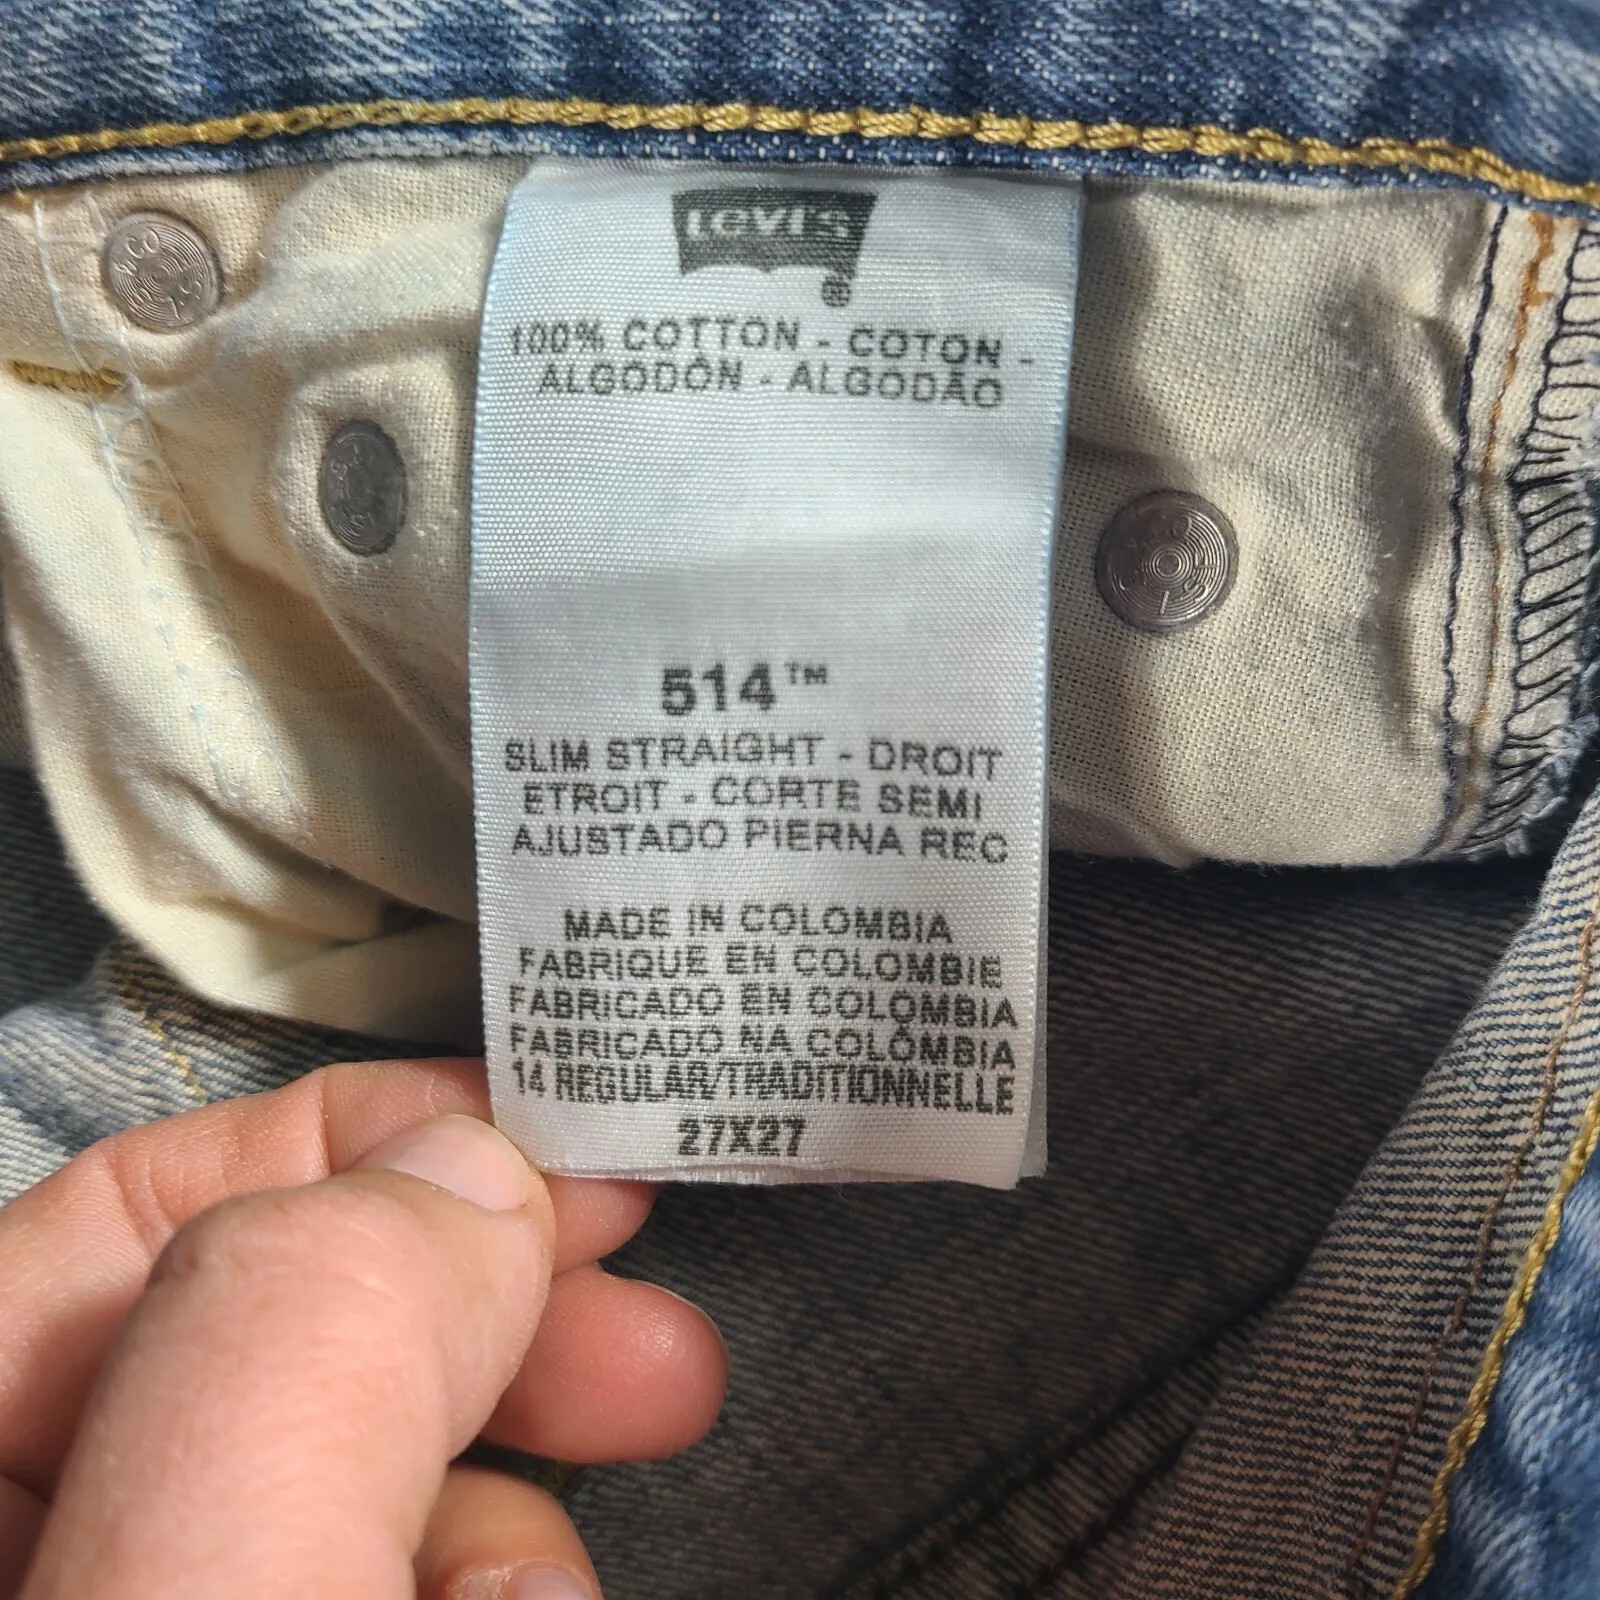 Levi's
®
100% COTTON - COTON -
ALGODÓN - ALGODÃO
514™
SLIM STRAIGHT - DROIT
ETROIT - CORTE SEMI
AJUSTADO PIERNA REC
MADE IN COLOMBIA
FABRIQUE EN COLOMBIE
FABRICADO EN COLOMBIA
FABRICADO NA COLÔMBIA
14 REGULAR/TRADITIONNELLE
27X27